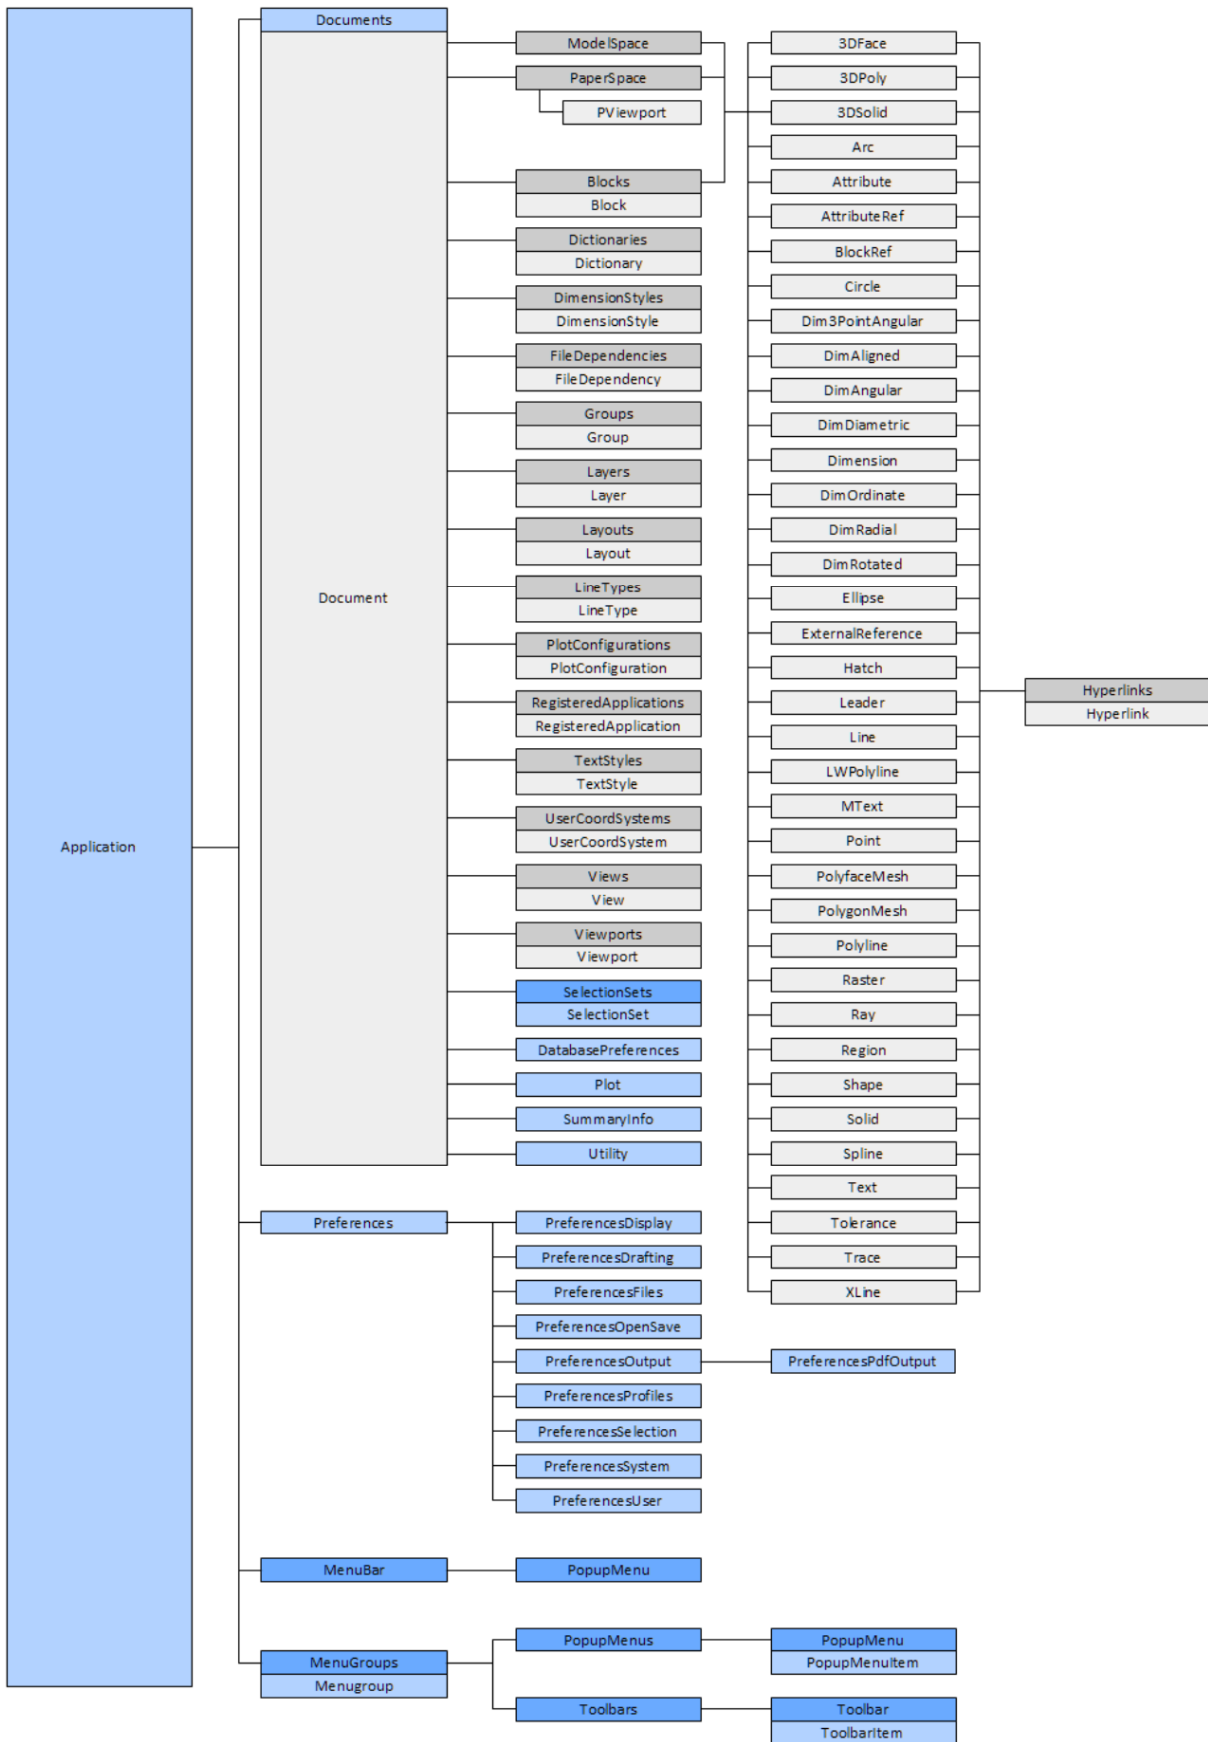 Application
Documents
Document
ModelSpace
PaperSpace
PViewport
Blocks
Block
Dictionaries
Dictionary
DimensionStyles
DimensionStyle
FileDependencies
FileDependency
Groups
Group
Layers
Layer
Layouts
Layout
LineTypes
LineType
PlotConfigurations
PlotConfiguration
RegisteredApplications
RegisteredApplication
TextStyles
TextStyle
UserCoordSystems
UserCoordSystem
Views
View
Viewports
Viewport
SelectionSets
SelectionSet
DatabasePreferences
Plot
SummaryInfo
Utility
3DFace
3DPoly
3DSolid
Arc
Attribute
AttributeRef
BlockRef
Circle
Dim3PointAngular
DimAligned
DimAngular
DimDiametric
Dimension
DimOrdinate
DimRadial
DimRotated
Ellipse
ExternalReference
Hatch
Leader
Line
LWPolyline
MText
Point
PolyfaceMesh
PolygonMesh
Polyline
Raster
Ray
Region
Shape
Solid
Spline
Text
Tolerance
Trace
XLine
Hyperlinks
Hyperlink
Preferences
PreferencesDisplay
PreferencesDrafting
PreferencesFiles
PreferencesOpenSave
PreferencesOutput
PreferencesPdfOutput
PreferencesProfiles
PreferencesSelection
PreferencesSystem
PreferencesUser
MenuBar
PopupMenu
MenuGroups
Menugroup
PopupMenus
PopupMenu
PopupMenuItem
Toolbars
Toolbar
ToolbarItem